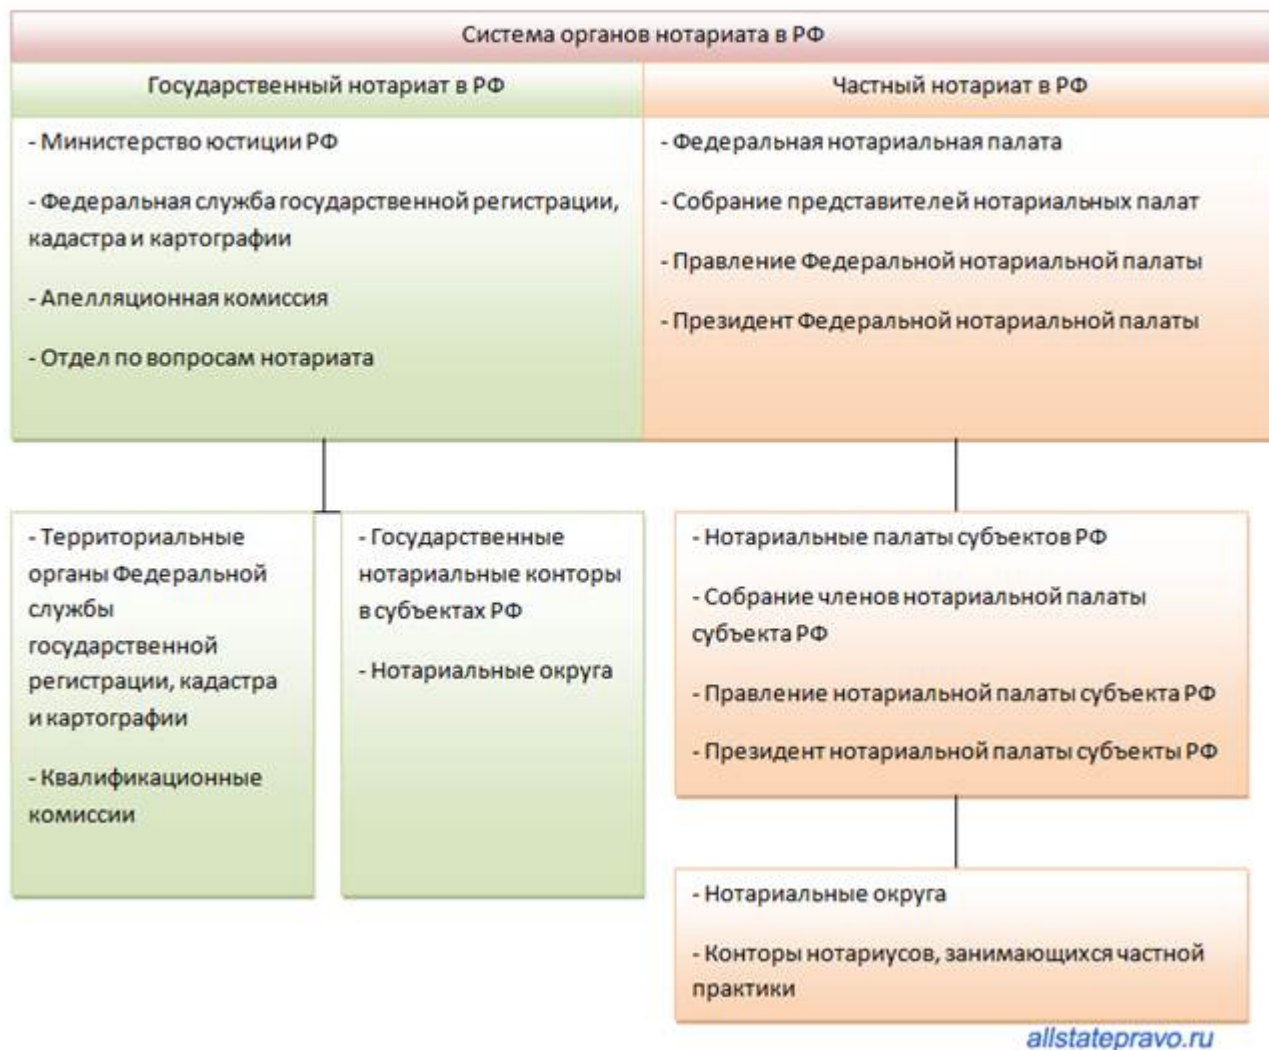 Система органов нотариата в РФ
Государственный нотариат в РФ
Частный нотариат в РФ
- Министерство юстиции РФ
- Федеральная служба государственной регистрации,
кадастра и картографии
- Апелляционная комиссия
- Отдел по вопросам нотариата
- Федеральная нотариальная палата
- Собрание представителей нотариальных палат
- Правление Федеральной нотариальной палаты
- Президент Федеральной нотариальной палаты
- Территориальные
органы Федеральной
службы
государственной
регистрации, кадастра
и картографии
- Квалификационные
комиссии
- Государственные
нотариальные конторы
в субъектах РФ
- Нотариальные округа
- Нотариальные палаты субъектов РФ
- Собрание членов нотариальной палаты
субъекта РФ
- Правление нотариальной палаты субъекта РФ
- Президент нотариальной палаты субъекты РФ
- Нотариальные округа
- Конторы нотариусов, занимающихся частной
практики
allstatepravo.ru